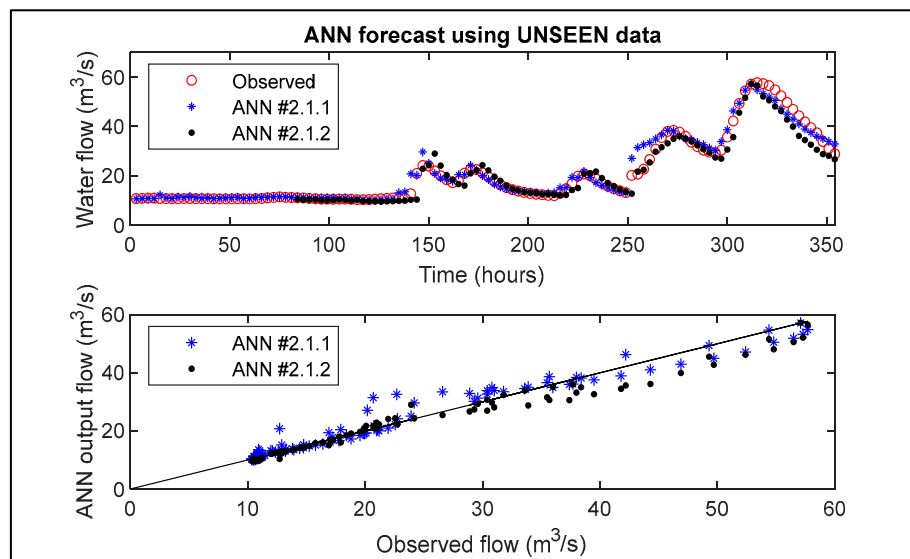 ANN forecast using UNSEEN data
Water flow (m³/s)
60
40
20
0
Observed
ANN #2.1.1
ANN #2.1.2
0 50 100 150 200 250 300 350
Time (hours)
ANN output flow (m³/s)
60
40
20
0
ANN #2.1.1
ANN #2.1.2
0 10 20 30 40 50 60
Observed flow (m³/s)